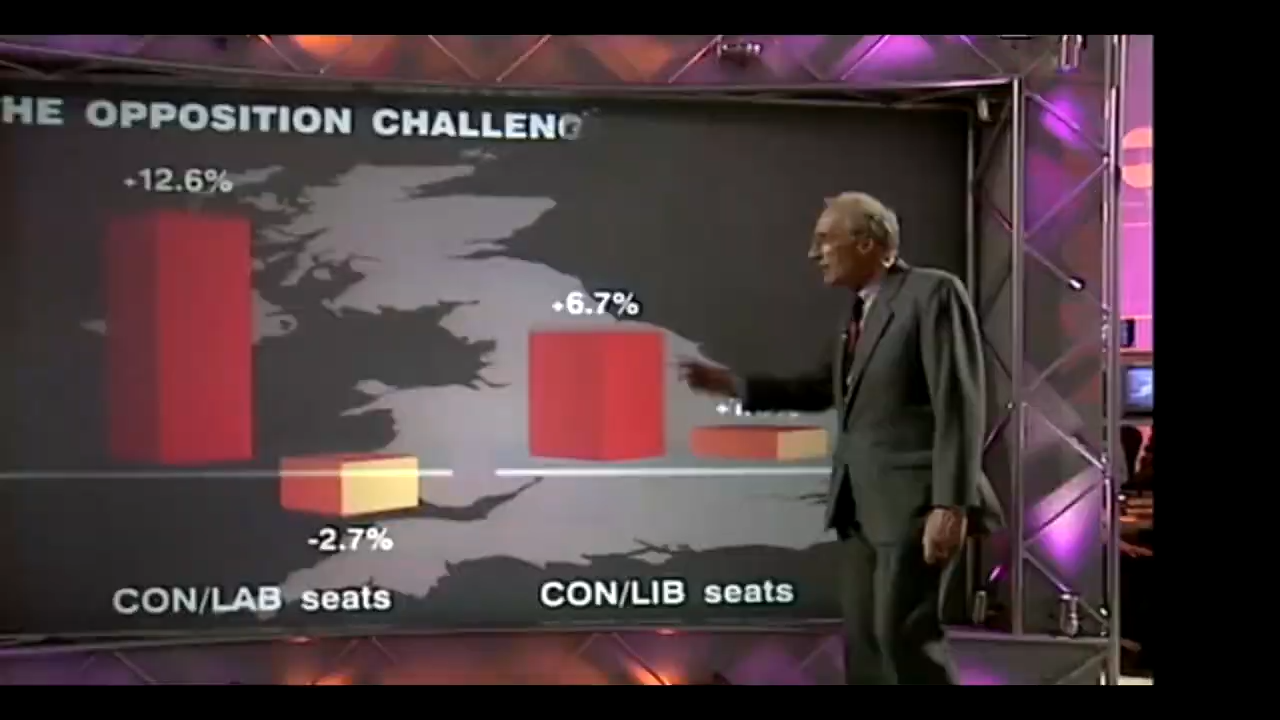 HE OPPOSITION CHALLENG
+12.6%
+6.7%
-2.7%
CON/LAB seats
CON/LIB seats